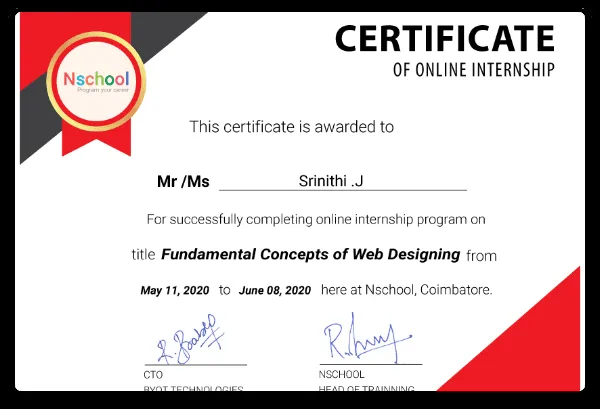 CERTIFICATE
OF ONLINE INTERNSHIP
Nschool
Program your career
This certificate is awarded to
Mr /Ms Srinithi .J
For successfully completing online internship program on
title Fundamental Concepts of Web Designing from
May 11, 2020 to June 08, 2020 here at Nschool, Coimbatore.
CTO NSCHOOL
BYOT TECHNOLOGIES HEAD OF TRAINNING